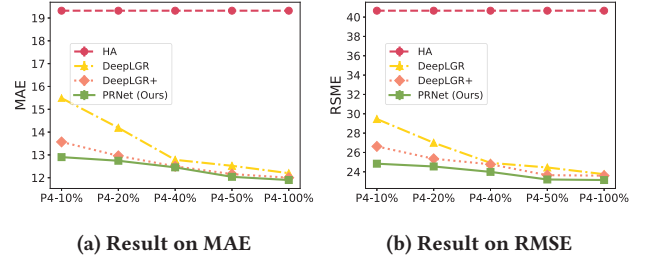 19
18
17
16
15
14
13
12
MAE
HA
DeepLGR
DeepLGR+
PRNet (Ours)
P4-10% P4-20% P4-40% P4-50% P4-100%
(a) Result on MAE
40
38
36
34
32
30
28
26
24
RSME
HA
DeepLGR
DeepLGR+
PRNet (Ours)
P4-10% P4-20% P4-40% P4-50% P4-100%
(b) Result on RMSE